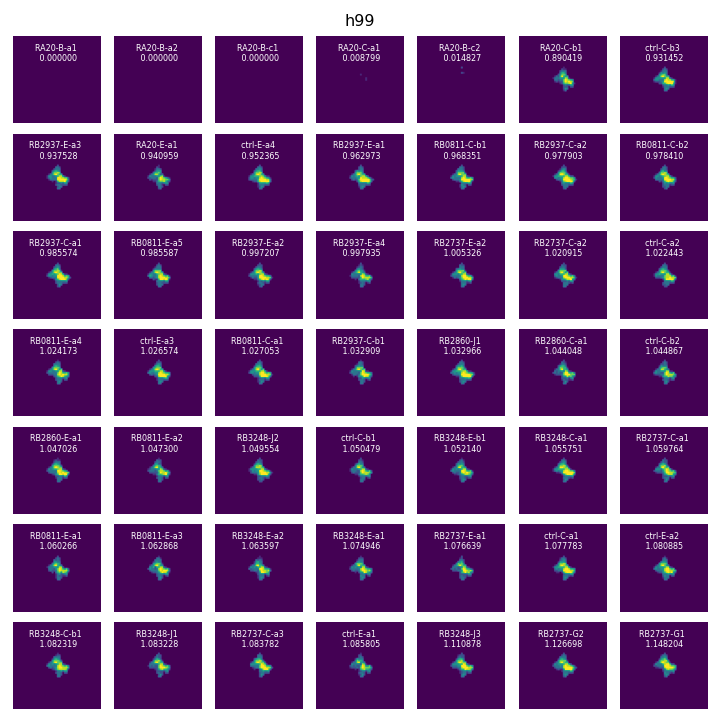 h99
RA20-B-a1
0.000000
RA20-B-a2
0.000000
RA20-B-c1
0.000000
RA20-C-a1
0.008799
RA20-B-c2
0.014827
RA20-C-b1
0.890419
ctrl-C-b3
0.931452
RB2937-E-a3
0.937528
RA20-E-a1
0.940959
ctrl-E-a4
0.952365
RB2937-E-a1
0.962973
RB0811-C-b1
0.968351
RB2937-C-a2
0.977903
RB0811-C-b2
0.978410
RB2937-C-a1
0.985574
RB0811-E-a5
0.985587
RB2937-E-a2
0.997207
RB2937-E-a4
0.997935
RB2737-E-a2
1.005326
RB2737-C-a2
1.020915
ctrl-C-a2
1.022443
RB0811-E-a4
1.024173
ctrl-E-a3
1.026574
RB0811-C-a1
1.027053
RB2937-C-b1
1.032909
RB2860-J1
1.032966
RB2860-C-a1
1.044048
ctrl-C-b2
1.044867
RB2860-E-a1
1.047026
RB0811-E-a2
1.047300
RB3248-J2
1.049554
ctrl-C-b1
1.050479
RB3248-E-b1
1.052140
RB3248-C-a1
1.055751
RB2737-C-a1
1.059764
RB0811-E-a1
1.060266
RB0811-E-a3
1.062868
RB3248-E-a2
1.063597
RB3248-E-a1
1.074946
RB2737-E-a1
1.076639
ctrl-C-a1
1.077783
ctrl-E-a2
1.080885
RB3248-C-b1
1.082319
RB3248-J1
1.083228
RB2737-C-a3
1.083782
ctrl-E-a1
1.085805
RB3248-J3
1.110878
RB2737-G2
1.126698
RB2737-G1
1.148204